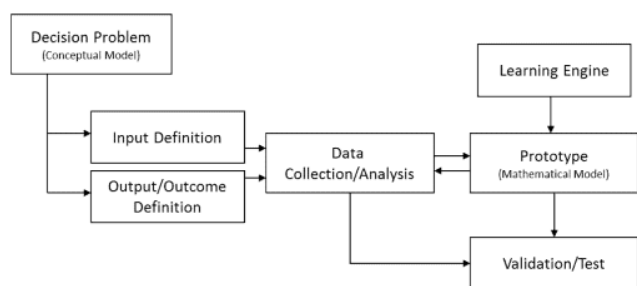 Decision Problem
(Conceptual Model)
Learning Engine
Input Definition
Data
Collection/Analysis
Prototype
(Mathematical Model)
Output/Outcome
Definition
Validation/Test